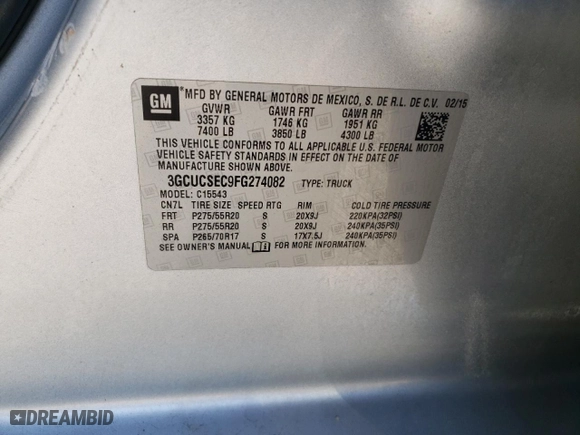 GM
*MFD BY GENERAL MOTORS DE MEXICO, S. DE R.L. DE C.V. 02/15
GVWR GAWR FRT GAWR RR
3357 KG 1746 KG 1951 KG
7400 LB 3850 LB 4300 LB
THIS VEHICLE CONFORMS TO ALL APPLICABLE U.S. FEDERAL MOTOR
VEHICLE SAFETY STANDARDS IN EFFECT ON THE DATE OF
MANUFACTURE SHOWN ABOVE.
3GCUCSEC9FG274082 TYPE: TRUCK
MODEL: C15543
CN7L TIRE SIZE SPEED RTG RIM COLD TIRE PRESSURE
FRT P275/55R20 S 20X9J 220KPA(32PSI)
RR P275/55R20 S 20X9J 240KPA(35PSI)
SPA P265/70R17 S 17X7.5J 240KPA(35PSI)
SEE OWNER'S MANUAL FOR MORE INFORMATION.
DREAMBID